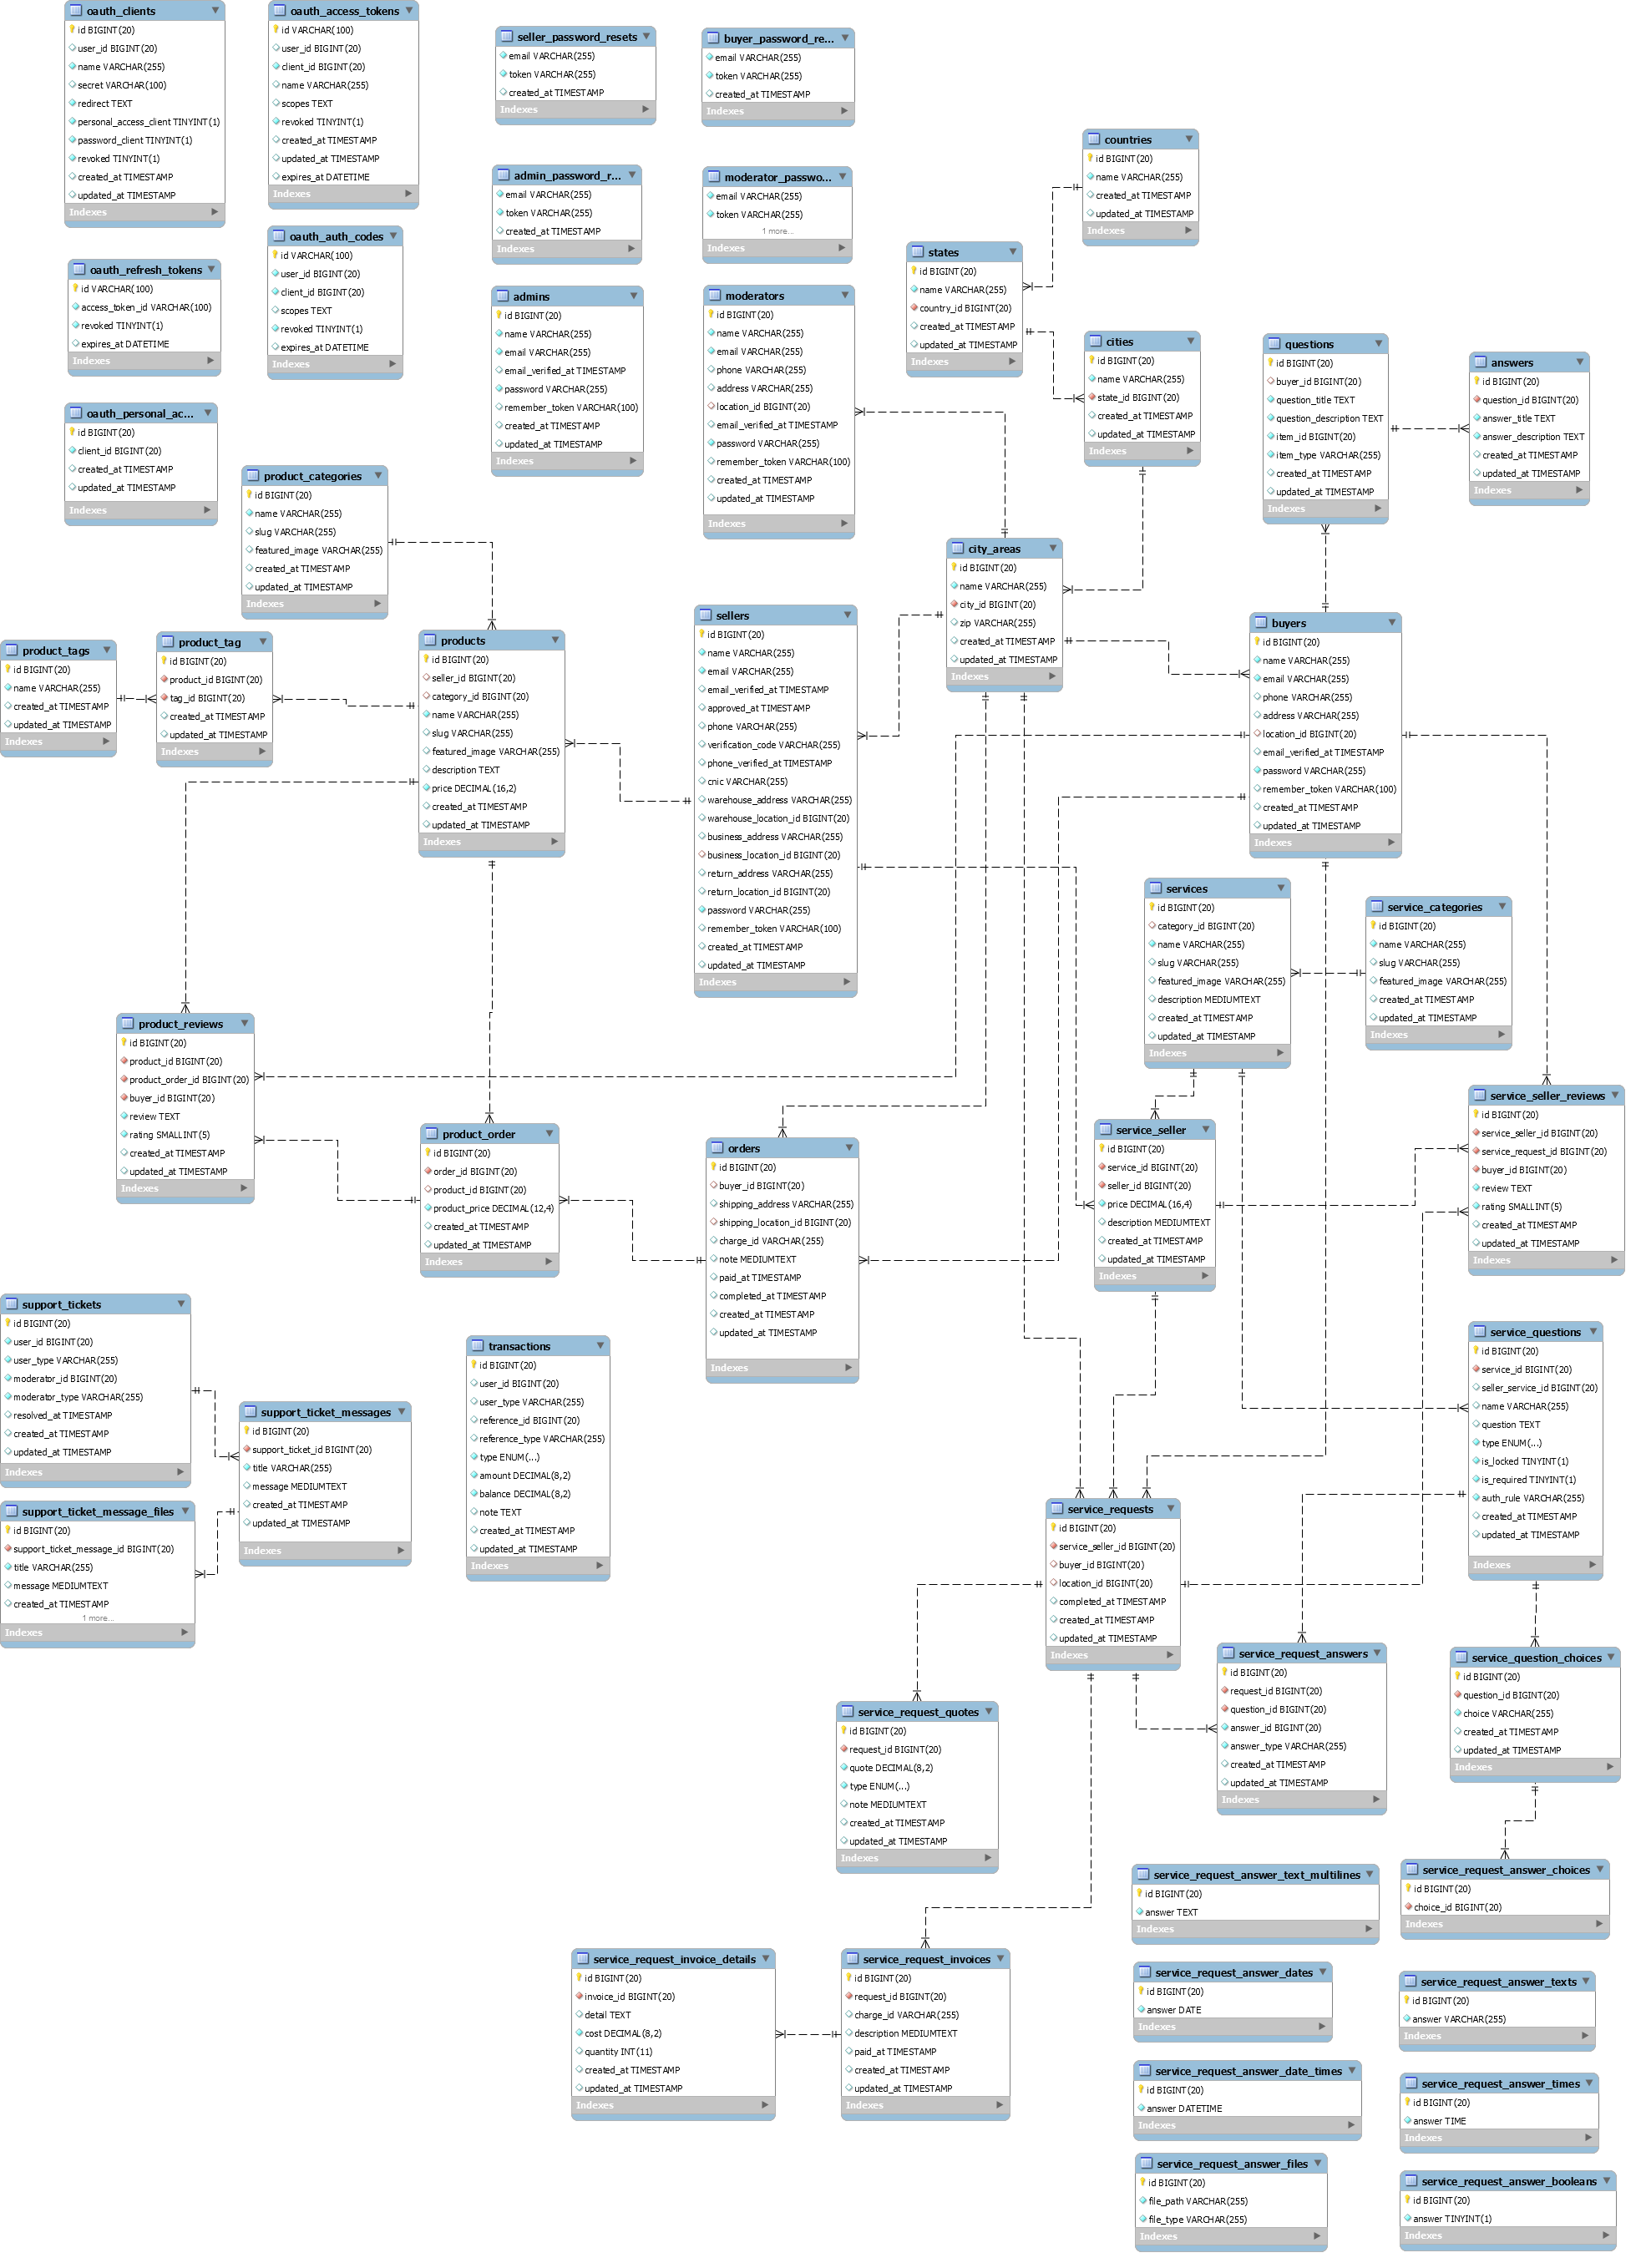 oauth_clients
id BIGINT(20)
user_id BIGINT(20)
name VARCHAR(255)
secret VARCHAR(100)
redirect TEXT
personal_access_client TINYINT(1)
password_client TINYINT(1)
revoked TINYINT(1)
created_at TIMESTAMP
updated_at TIMESTAMP
Indexes
oauth_access_tokens
id VARCHAR(100)
user_id BIGINT(20)
client_id BIGINT(20)
name VARCHAR(255)
scopes TEXT
revoked TINYINT(1)
created_at TIMESTAMP
updated_at TIMESTAMP
expires_at DATETIME
Indexes
seller_password_resets
email VARCHAR(255)
token VARCHAR(255)
created_at TIMESTAMP
Indexes
buyer_password_re...
email VARCHAR(255)
token VARCHAR(255)
created_at TIMESTAMP
Indexes
countries
id BIGINT(20)
name VARCHAR(255)
created_at TIMESTAMP
updated_at TIMESTAMP
Indexes
admin_password_r...
email VARCHAR(255)
token VARCHAR(255)
created_at TIMESTAMP
Indexes
moderator_passwo...
email VARCHAR(255)
token VARCHAR(255)
1 more...
Indexes
oauth_auth_codes
id VARCHAR(100)
user_id BIGINT(20)
client_id BIGINT(20)
scopes TEXT
revoked TINYINT(1)
expires_at DATETIME
Indexes
oauth_refresh_tokens
id VARCHAR(100)
access_token_id VARCHAR(100)
revoked TINYINT(1)
expires_at DATETIME
Indexes
states
id BIGINT(20)
name VARCHAR(255)
country_id BIGINT(20)
created_at TIMESTAMP
updated_at TIMESTAMP
Indexes
admins
id BIGINT(20)
name VARCHAR(255)
email VARCHAR(255)
email_verified_at TIMESTAMP
password VARCHAR(255)
remember_token VARCHAR(100)
created_at TIMESTAMP
updated_at TIMESTAMP
Indexes
moderators
id BIGINT(20)
name VARCHAR(255)
email VARCHAR(255)
phone VARCHAR(255)
address VARCHAR(255)
location_id BIGINT(20)
email_verified_at TIMESTAMP
password VARCHAR(255)
remember_token VARCHAR(100)
created_at TIMESTAMP
updated_at TIMESTAMP
Indexes
cities
id BIGINT(20)
name VARCHAR(255)
state_id BIGINT(20)
created_at TIMESTAMP
updated_at TIMESTAMP
Indexes
questions
id BIGINT(20)
buyer_id BIGINT(20)
question_title TEXT
question_description TEXT
item_id BIGINT(20)
item_type VARCHAR(255)
created_at TIMESTAMP
updated_at TIMESTAMP
Indexes
answers
id BIGINT(20)
question_id BIGINT(20)
answer_title TEXT
answer_description TEXT
created_at TIMESTAMP
updated_at TIMESTAMP
Indexes
oauth_personal_ac...
id BIGINT(20)
client_id BIGINT(20)
created_at TIMESTAMP
updated_at TIMESTAMP
Indexes
product_categories
id BIGINT(20)
name VARCHAR(255)
slug VARCHAR(255)
featured_image VARCHAR(255)
created_at TIMESTAMP
updated_at TIMESTAMP
Indexes
city_areas
id BIGINT(20)
name VARCHAR(255)
city_id BIGINT(20)
zip VARCHAR(255)
created_at TIMESTAMP
updated_at TIMESTAMP
Indexes
product_tags
id BIGINT(20)
name VARCHAR(255)
created_at TIMESTAMP
updated_at TIMESTAMP
Indexes
product_tag
id BIGINT(20)
product_id BIGINT(20)
tag_id BIGINT(20)
created_at TIMESTAMP
updated_at TIMESTAMP
Indexes
products
id BIGINT(20)
seller_id BIGINT(20)
category_id BIGINT(20)
name VARCHAR(255)
slug VARCHAR(255)
featured_image VARCHAR(255)
description TEXT
price DECIMAL(16,2)
created_at TIMESTAMP
updated_at TIMESTAMP
Indexes
sellers
id BIGINT(20)
name VARCHAR(255)
email VARCHAR(255)
email_verified_at TIMESTAMP
approved_at TIMESTAMP
phone VARCHAR(255)
verification_code VARCHAR(255)
phone_verified_at TIMESTAMP
cnic VARCHAR(255)
warehouse_address VARCHAR(255)
warehouse_location_id BIGINT(20)
business_address VARCHAR(255)
business_location_id BIGINT(20)
return_address VARCHAR(255)
return_location_id BIGINT(20)
password VARCHAR(255)
remember_token VARCHAR(100)
created_at TIMESTAMP
updated_at TIMESTAMP
Indexes
buyers
id BIGINT(20)
name VARCHAR(255)
email VARCHAR(255)
phone VARCHAR(255)
address VARCHAR(255)
location_id BIGINT(20)
email_verified_at TIMESTAMP
password VARCHAR(255)
remember_token VARCHAR(100)
created_at TIMESTAMP
updated_at TIMESTAMP
Indexes
services
id BIGINT(20)
category_id BIGINT(20)
name VARCHAR(255)
slug VARCHAR(255)
featured_image VARCHAR(255)
description MEDIUMTEXT
created_at TIMESTAMP
updated_at TIMESTAMP
Indexes
service_categories
id BIGINT(20)
name VARCHAR(255)
slug VARCHAR(255)
featured_image VARCHAR(255)
created_at TIMESTAMP
updated_at TIMESTAMP
Indexes
product_reviews
id BIGINT(20)
product_id BIGINT(20)
product_order_id BIGINT(20)
buyer_id BIGINT(20)
review TEXT
rating SMALLINT(5)
created_at TIMESTAMP
updated_at TIMESTAMP
Indexes
product_order
id BIGINT(20)
order_id BIGINT(20)
product_id BIGINT(20)
product_price DECIMAL(12,4)
created_at TIMESTAMP
updated_at TIMESTAMP
Indexes
orders
id BIGINT(20)
buyer_id BIGINT(20)
shipping_address VARCHAR(255)
shipping_location_id BIGINT(20)
charge_id VARCHAR(255)
note MEDIUMTEXT
paid_at TIMESTAMP
completed_at TIMESTAMP
created_at TIMESTAMP
updated_at TIMESTAMP
Indexes
service_seller
id BIGINT(20)
service_id BIGINT(20)
seller_id BIGINT(20)
price DECIMAL(16,4)
description MEDIUMTEXT
created_at TIMESTAMP
updated_at TIMESTAMP
Indexes
service_seller_reviews
id BIGINT(20)
service_seller_id BIGINT(20)
service_request_id BIGINT(20)
buyer_id BIGINT(20)
review TEXT
rating SMALLINT(5)
created_at TIMESTAMP
updated_at TIMESTAMP
Indexes
support_tickets
id BIGINT(20)
user_id BIGINT(20)
user_type VARCHAR(255)
moderator_id BIGINT(20)
moderator_type VARCHAR(255)
resolved_at TIMESTAMP
created_at TIMESTAMP
updated_at TIMESTAMP
Indexes
support_ticket_messages
id BIGINT(20)
support_ticket_id BIGINT(20)
title VARCHAR(255)
message MEDIUMTEXT
created_at TIMESTAMP
updated_at TIMESTAMP
Indexes
transactions
id BIGINT(20)
user_id BIGINT(20)
user_type VARCHAR(255)
reference_id BIGINT(20)
reference_type VARCHAR(255)
type ENUM(...)
amount DECIMAL(8,2)
balance DECIMAL(8,2)
note TEXT
created_at TIMESTAMP
updated_at TIMESTAMP
Indexes
service_questions
id BIGINT(20)
service_id BIGINT(20)
seller_service_id BIGINT(20)
name VARCHAR(255)
question TEXT
type ENUM(...)
is_locked TINYINT(1)
is_required TINYINT(1)
auth_rule VARCHAR(255)
created_at TIMESTAMP
updated_at TIMESTAMP
Indexes
support_ticket_message_files
id BIGINT(20)
support_ticket_message_id BIGINT(20)
title VARCHAR(255)
message MEDIUMTEXT
created_at TIMESTAMP
1 more...
Indexes
service_requests
id BIGINT(20)
service_seller_id BIGINT(20)
buyer_id BIGINT(20)
location_id BIGINT(20)
completed_at TIMESTAMP
created_at TIMESTAMP
updated_at TIMESTAMP
Indexes
service_request_answers
id BIGINT(20)
request_id BIGINT(20)
question_id BIGINT(20)
answer_id BIGINT(20)
answer_type VARCHAR(255)
created_at TIMESTAMP
updated_at TIMESTAMP
Indexes
service_question_choices
id BIGINT(20)
question_id BIGINT(20)
choice VARCHAR(255)
created_at TIMESTAMP
updated_at TIMESTAMP
Indexes
service_request_quotes
id BIGINT(20)
request_id BIGINT(20)
quote DECIMAL(8,2)
type ENUM(...)
note MEDIUMTEXT
created_at TIMESTAMP
updated_at TIMESTAMP
Indexes
service_request_answer_text_multilines
id BIGINT(20)
answer TEXT
Indexes
service_request_answer_choices
id BIGINT(20)
choice_id BIGINT(20)
Indexes
service_request_invoice_details
id BIGINT(20)
invoice_id BIGINT(20)
detail TEXT
cost DECIMAL(8,2)
quantity INT(11)
created_at TIMESTAMP
updated_at TIMESTAMP
Indexes
service_request_invoices
id BIGINT(20)
request_id BIGINT(20)
charge_id VARCHAR(255)
description MEDIUMTEXT
paid_at TIMESTAMP
created_at TIMESTAMP
updated_at TIMESTAMP
Indexes
service_request_answer_dates
id BIGINT(20)
answer DATE
Indexes
service_request_answer_texts
id BIGINT(20)
answer VARCHAR(255)
Indexes
service_request_answer_date_times
id BIGINT(20)
answer DATETIME
Indexes
service_request_answer_times
id BIGINT(20)
answer TIME
Indexes
service_request_answer_files
id BIGINT(20)
file_path VARCHAR(255)
file_type VARCHAR(255)
Indexes
service_request_answer_booleans
id BIGINT(20)
answer TINYINT(1)
Indexes